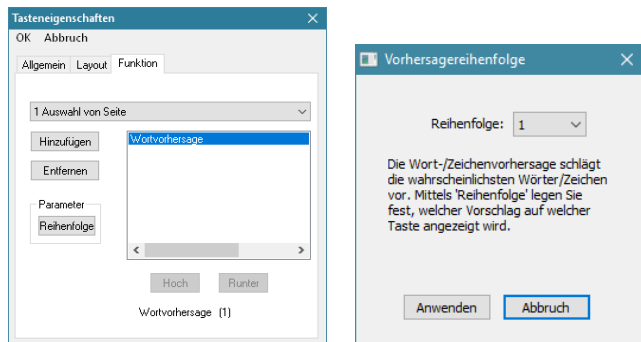 Tasteneigenschaften
OK Abbruch
Allgemein Layout Funktion
1 Auswahl von Seite
Hinzufügen
Wortvorhersage
Entfernen
Parameter
Reihenfolge
Hoch Runter
Wortvorhersage (1)
Vorhersagereihenfolge
Reihenfolge: 1
Die Wort-/Zeichenvorhersage schlägt
die wahrscheinlichsten Wörter/Zeichen
vor. Mittels 'Reihenfolge' legen Sie
fest, welcher Vorschlag auf welcher
Taste angezeigt wird.
Anwenden Abbruch